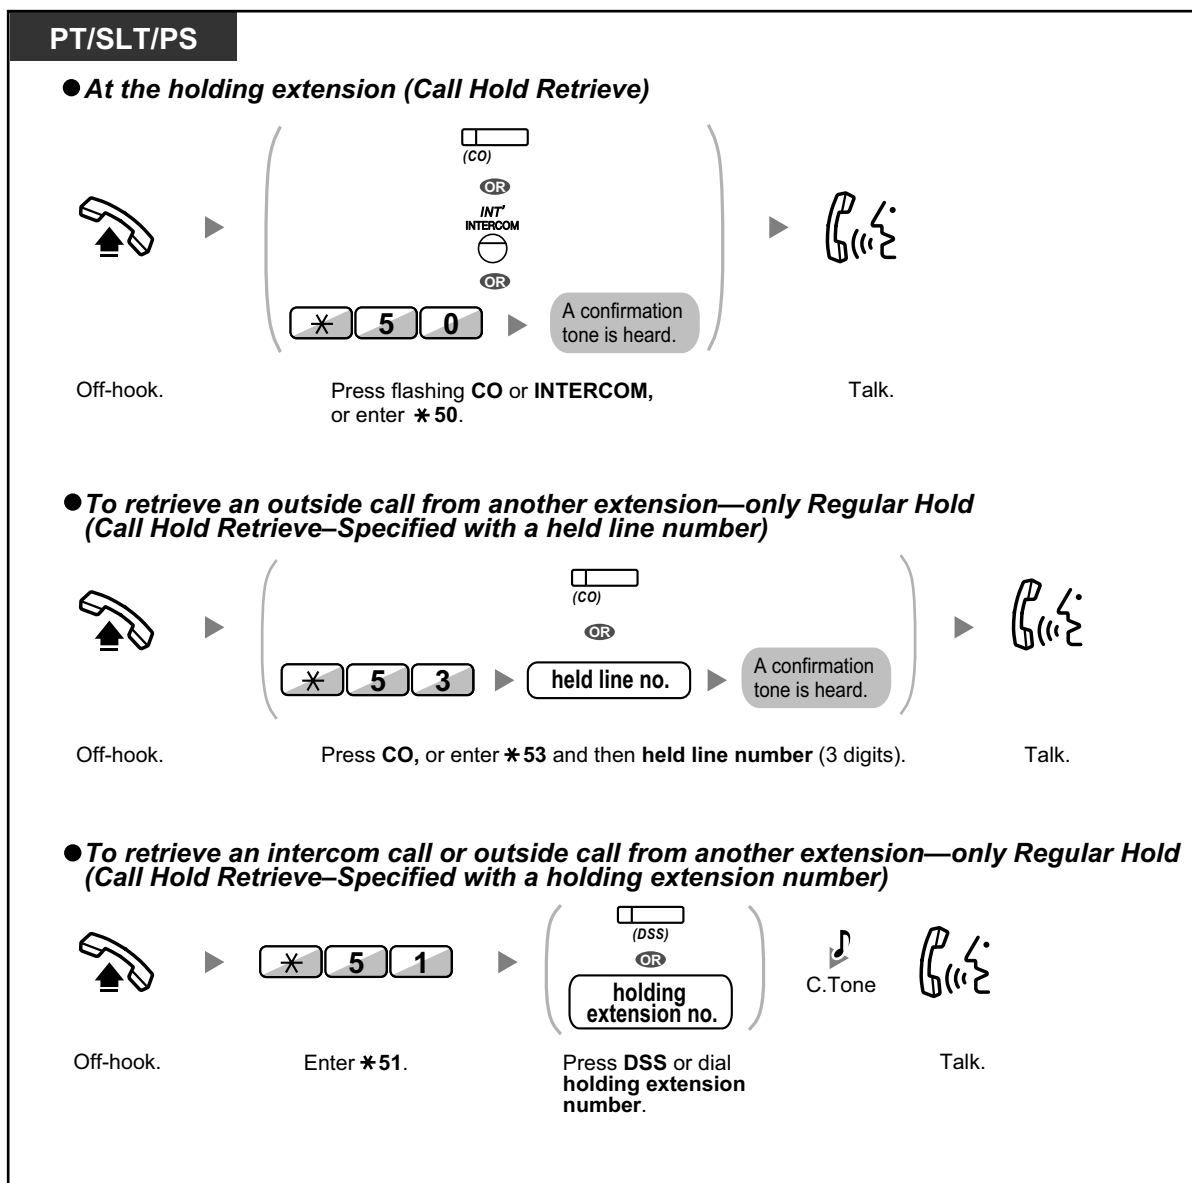 PT/SLT/PS
● At the holding extension (Call Hold Retrieve)
(CO)
OR
INT'
INTERCOM
OR
* 5 0
A confirmation
tone is heard.
Off-hook.
Press flashing CO or INTERCOM,
or enter *50.
Talk.
● To retrieve an outside call from another extension—only Regular Hold
(Call Hold Retrieve–Specified with a held line number)
(CO)
OR
* 5 3
held line no.
A confirmation
tone is heard.
Off-hook.
Press CO, or enter *53 and then held line number (3 digits).
Talk.
● To retrieve an intercom call or outside call from another extension—only Regular Hold
(Call Hold Retrieve–Specified with a holding extension number)
* 5 1
(DSS)
OR
holding
extension no.
C.Tone
Off-hook.
Enter *51.
Press DSS or dial
holding extension
number.
Talk.